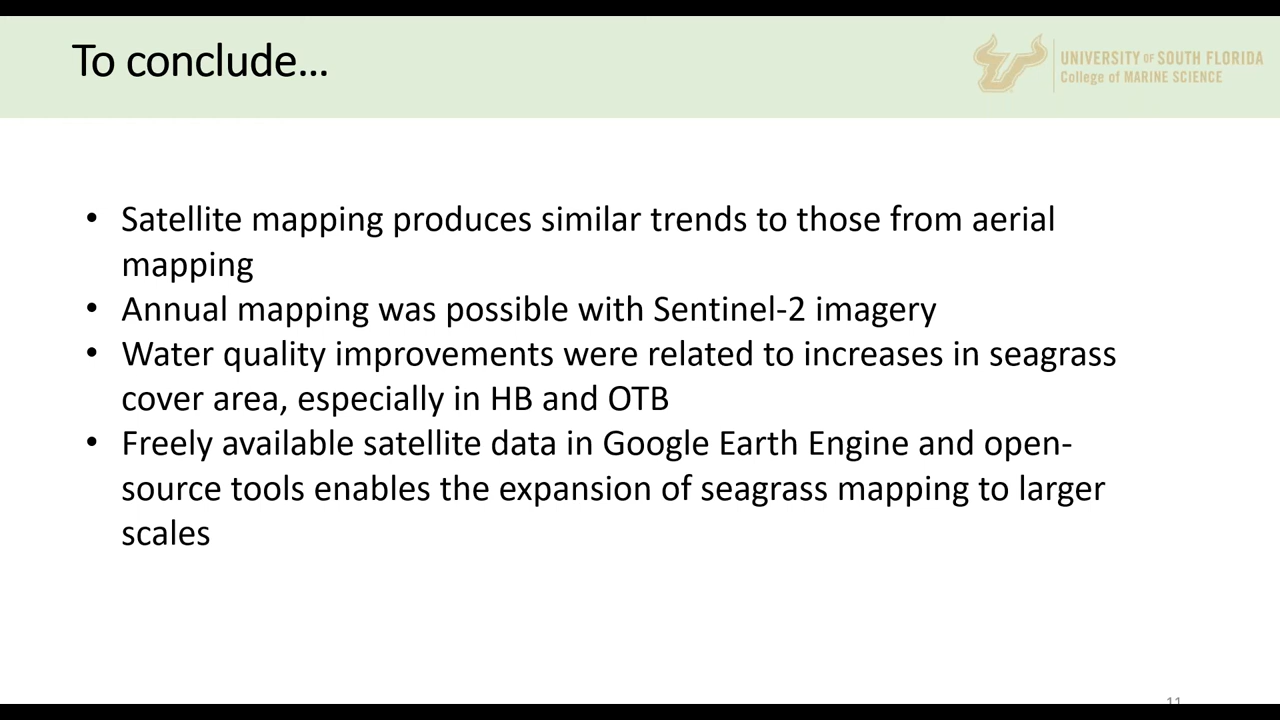 To conclude...
UNIVERSITY OF SOUTH FLORIDA
College of MARINE SCIENCE
• Satellite mapping produces similar trends to those from aerial
mapping
• Annual mapping was possible with Sentinel-2 imagery
• Water quality improvements were related to increases in seagrass
cover area, especially in HB and OTB
• Freely available satellite data in Google Earth Engine and open-
source tools enables the expansion of seagrass mapping to larger
scales
11